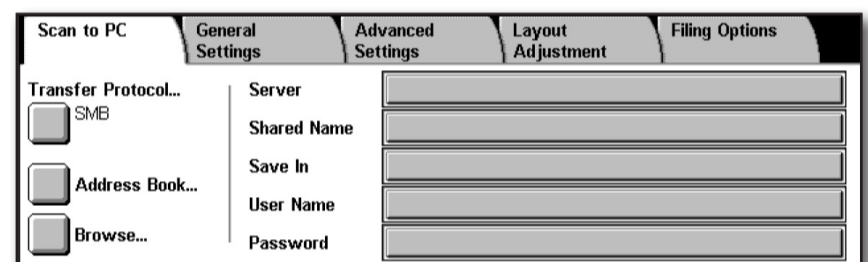 Scan to PC
General
Settings
Advanced
Settings
Layout
Adjustment
Filing Options
Transfer Protocol...
SMB
Address Book...
Browse...
Server
Shared Name
Save In
User Name
Password